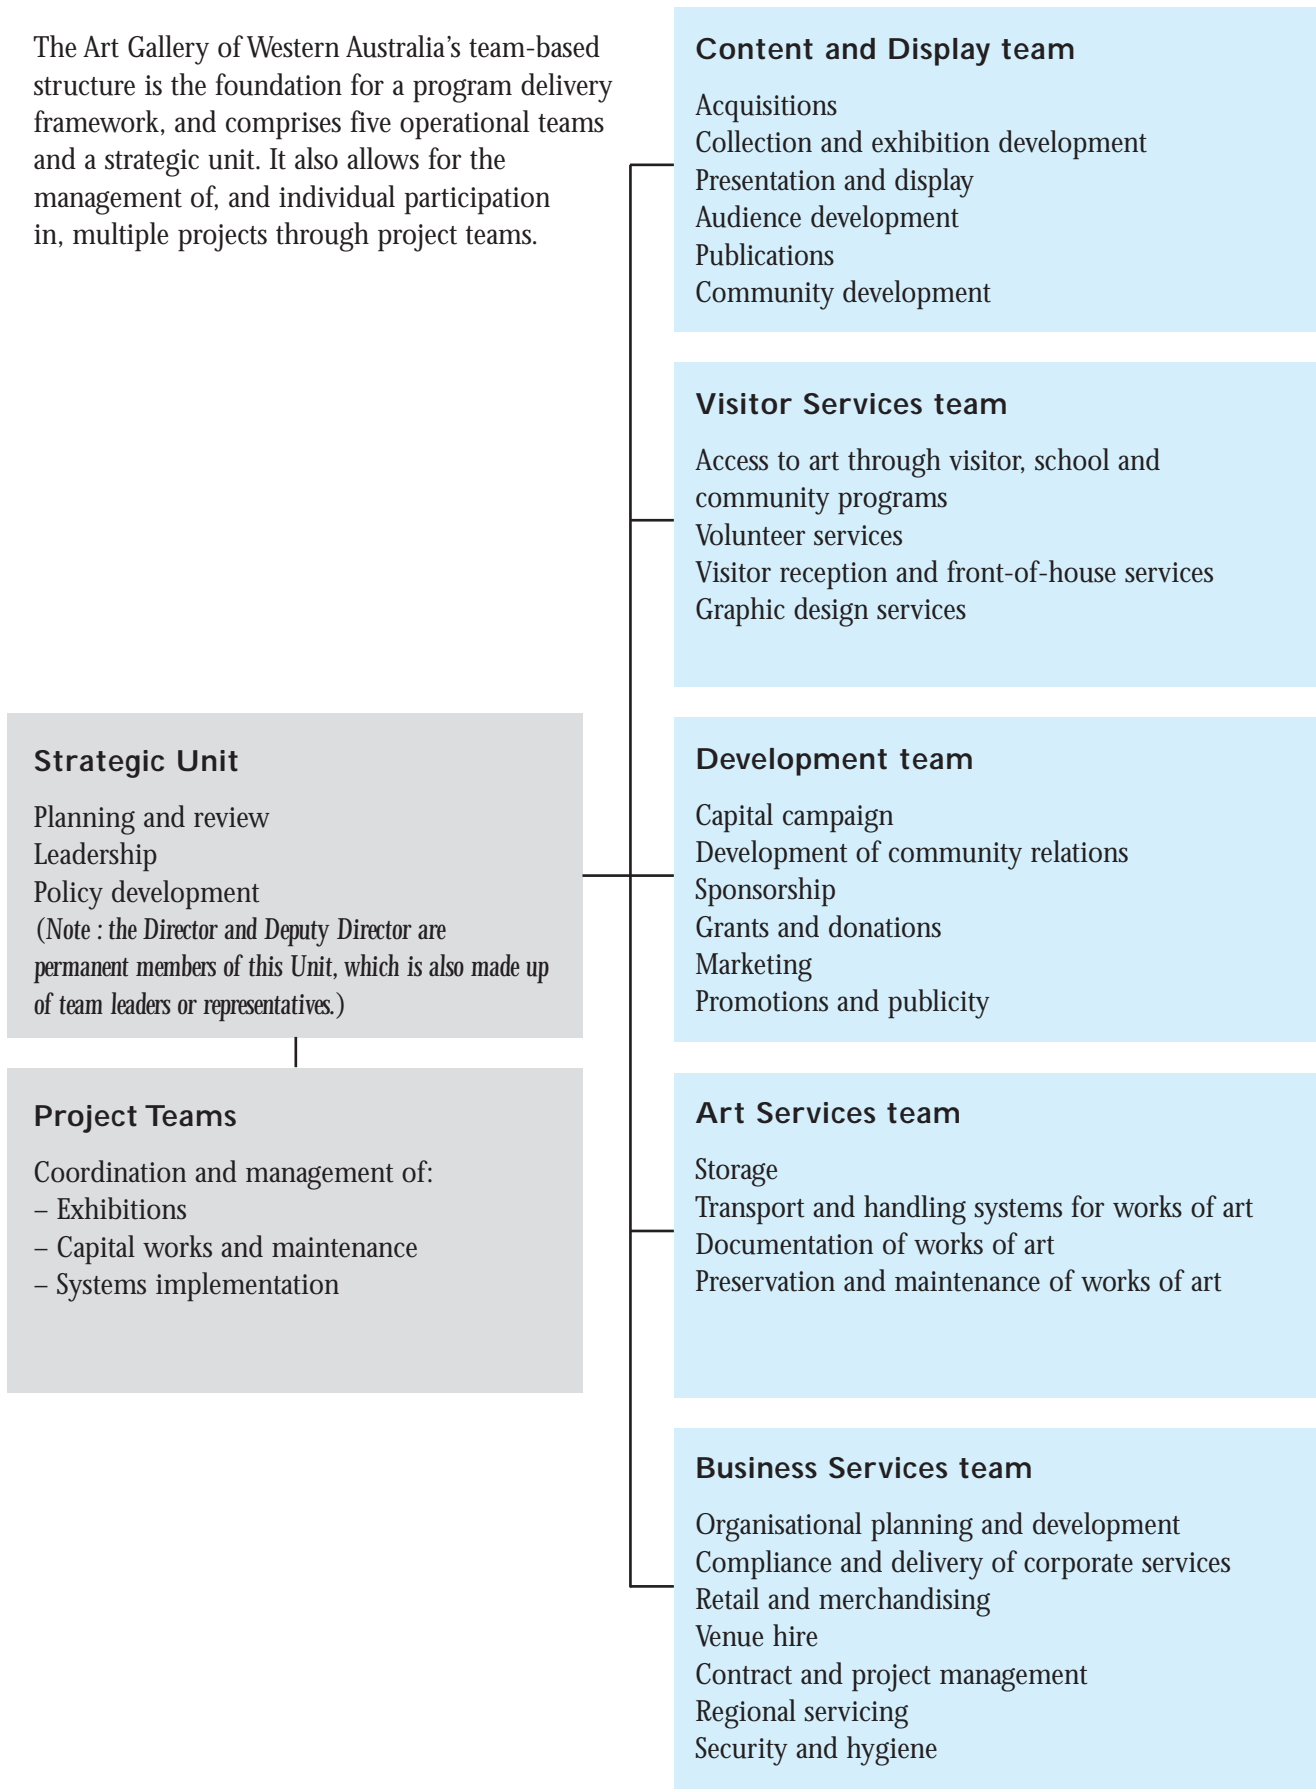 The Art Gallery of Western Australia's team-based
structure is the foundation for a program delivery
framework, and comprises five operational teams
and a strategic unit. It also allows for the
management of, and individual participation
in, multiple projects through project teams.
Strategic Unit
Planning and review
Leadership
Policy development
(Note : the Director and Deputy Director are
permanent members of this Unit, which is also made up
of team leaders or representatives.)
Project Teams
Coordination and management of:
– Exhibitions
– Capital works and maintenance
– Systems implementation
Content and Display team
Acquisitions
Collection and exhibition development
Presentation and display
Audience development
Publications
Community development
Visitor Services team
Access to art through visitor, school and
community programs
Volunteer services
Visitor reception and front-of-house services
Graphic design services
Development team
Capital campaign
Development of community relations
Sponsorship
Grants and donations
Marketing
Promotions and publicity
Art Services team
Storage
Transport and handling systems for works of art
Documentation of works of art
Preservation and maintenance of works of art
Business Services team
Organisational planning and development
Compliance and delivery of corporate services
Retail and merchandising
Venue hire
Contract and project management
Regional servicing
Security and hygiene